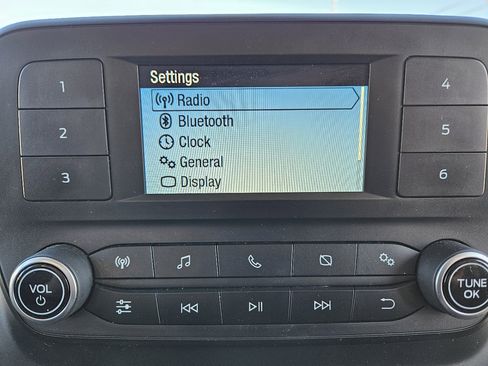 Settings
Radio
Bluetooth
Clock
General
Display
1
2
3
4
5
6
VOL
TUNE
OK